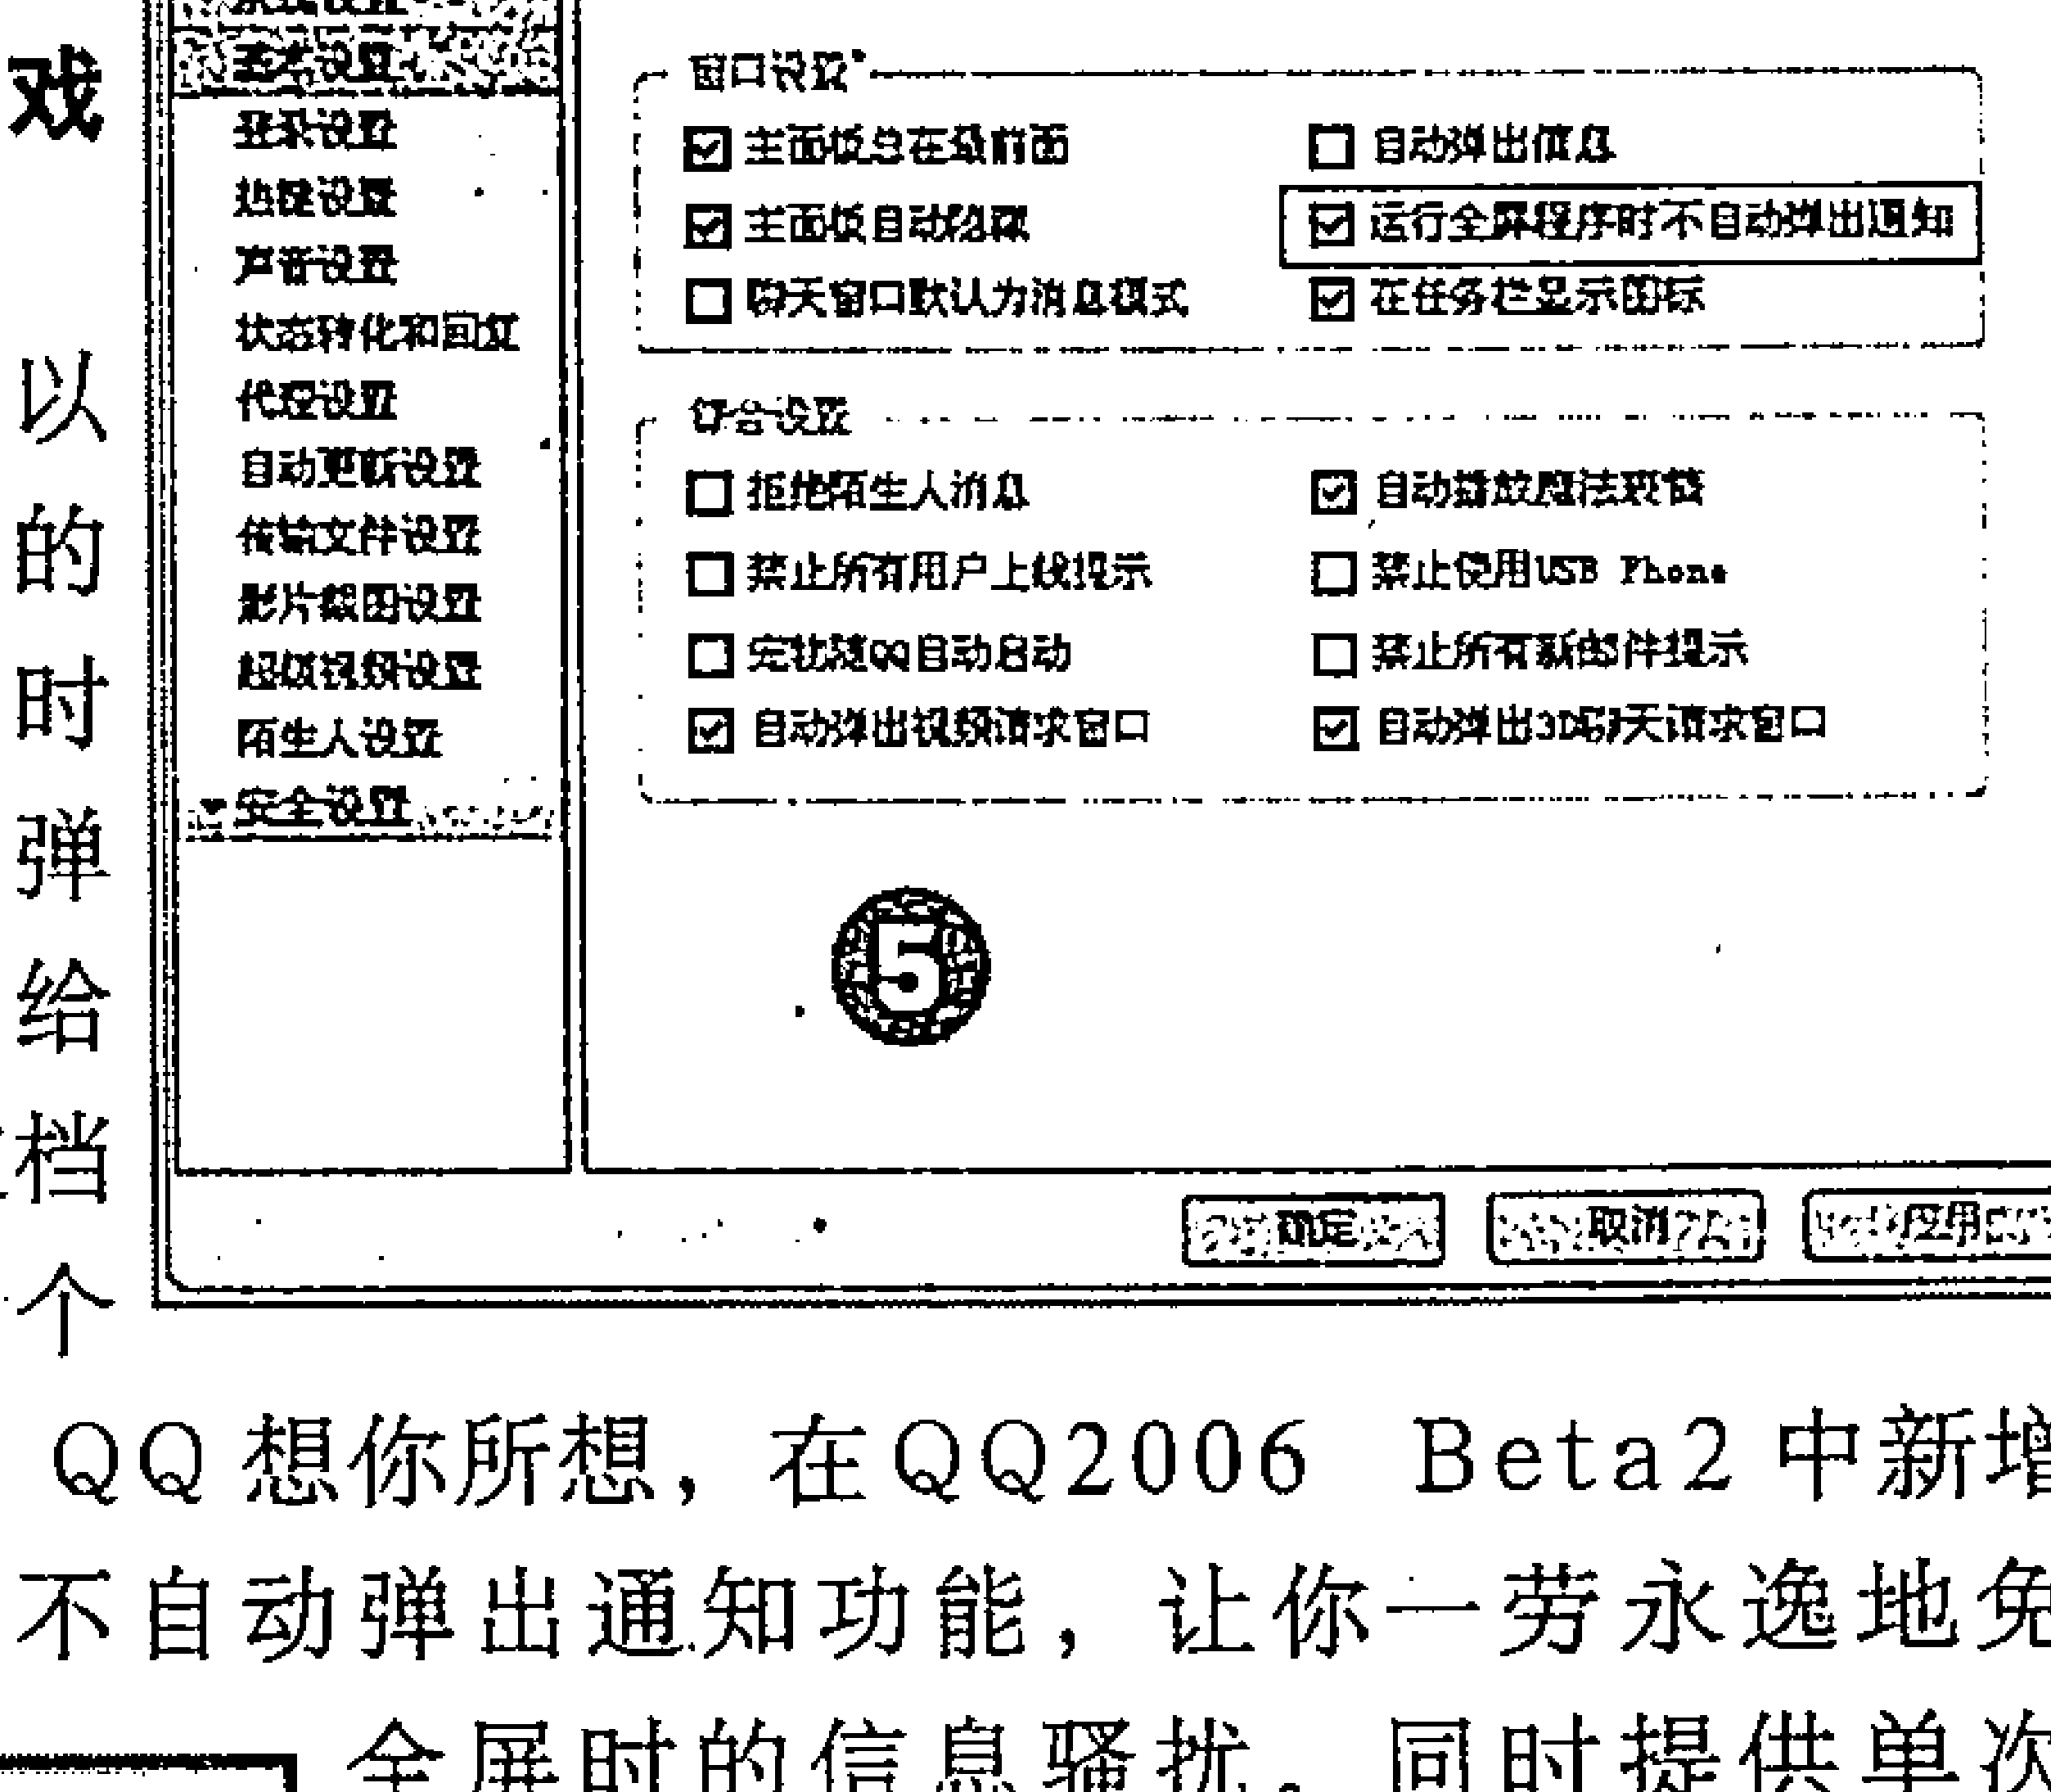 戏
以
的
时
弹
给
档
个
基本设置
登录设置
热键设置
声音设置
状态转化和回复
代理设置
自动更新设置
传输文件设置
影片截图设置
超级视频设置
陌生人设置
安全设置
窗口设置
主面板总在最前面
自动弹出信息
主面板自动隐藏
运行全屏程序时不自动弹出通知
聊天窗口默认为消息模式
在任务栏显示图标
综合设置
拒绝陌生人消息
自动播放魔法表情
禁止所有用户上线提示
禁止使用USB Phone
宠物随QQ自动启动
禁止所有新邮件提示
自动弹出视频请求窗口
自动弹出3D聊天请求窗口
5
确定 取消 应用
QQ想你所想，在QQ2006 Beta2中新增
不自动弹出通知功能，让你一劳永逸地免
全屏时的信息骚扰。同时提供单次